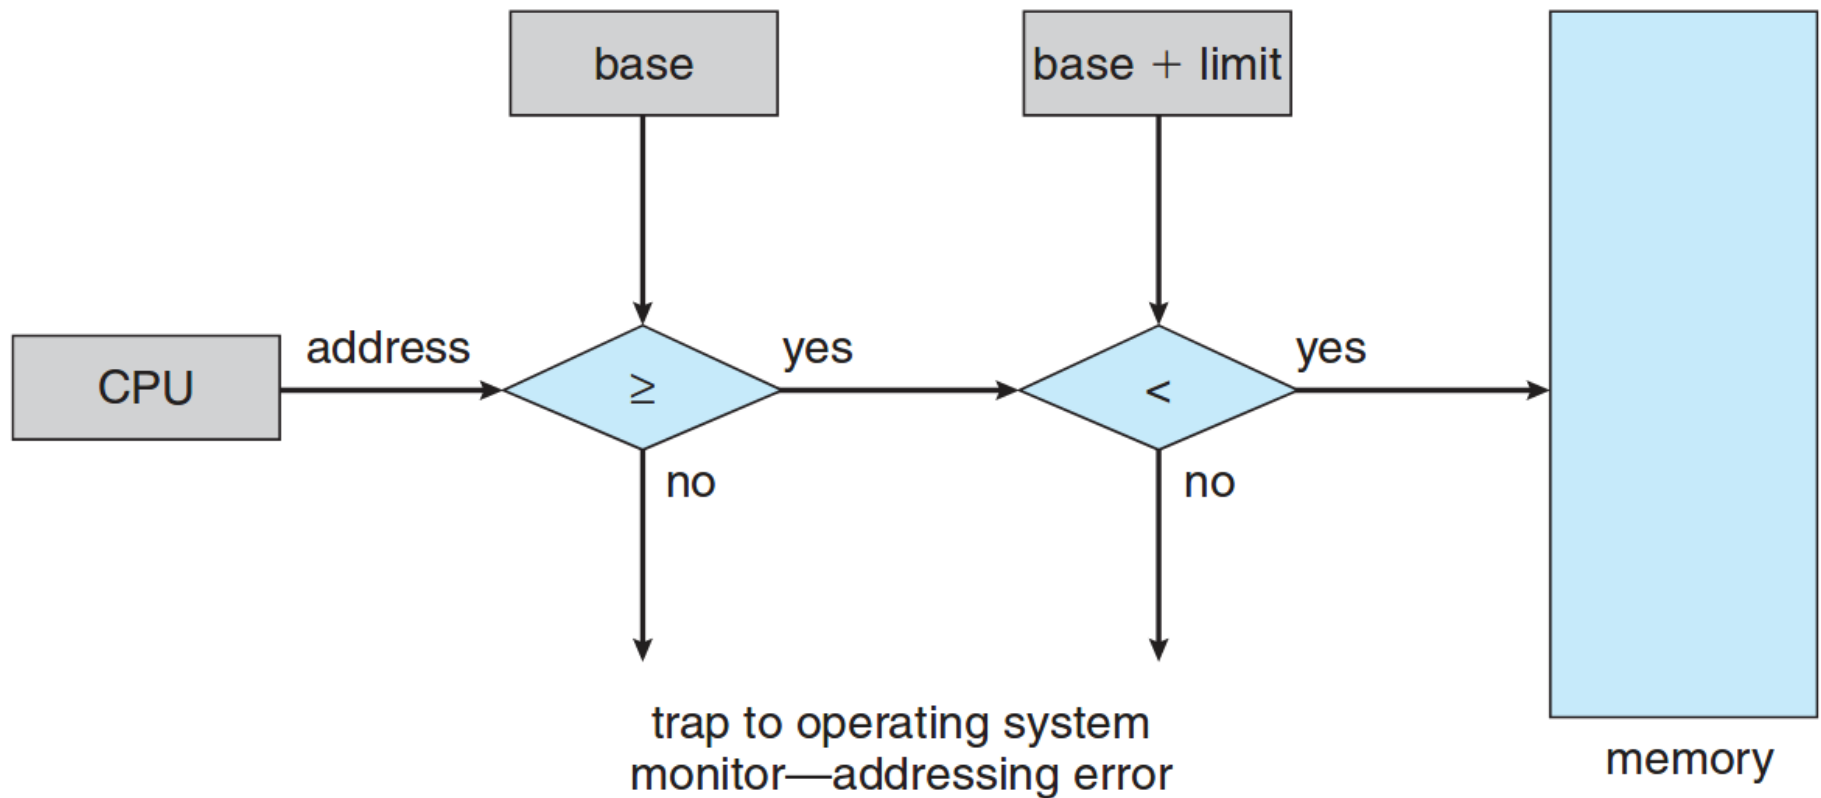 base
base + limit
CPU
address
≥
yes
<
yes
no
no
trap to operating system
monitor—addressing error
memory